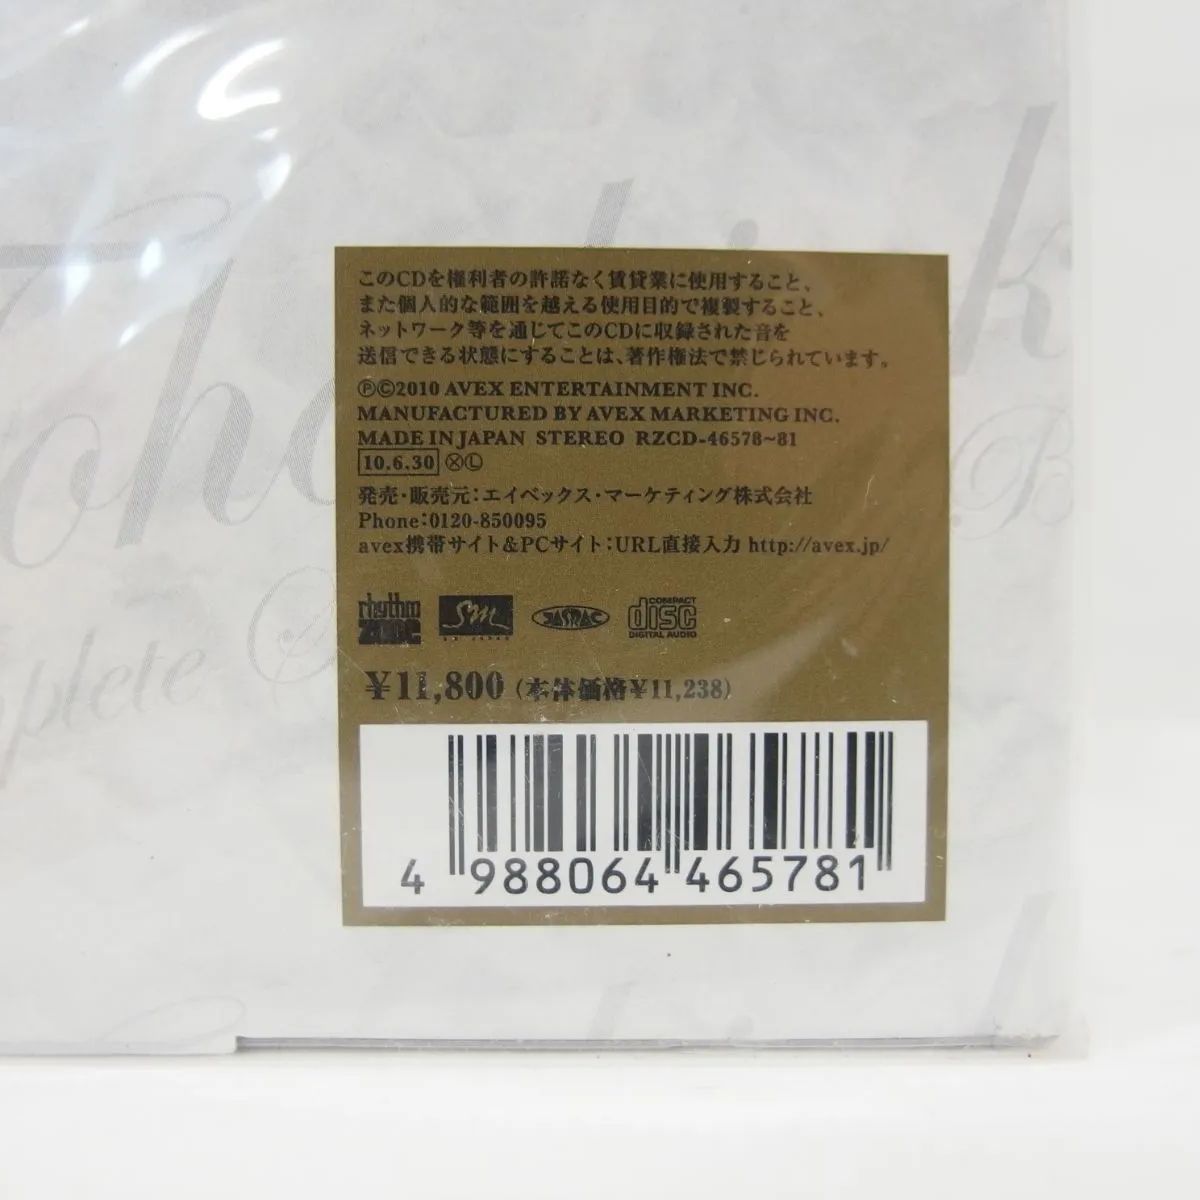 このCDを権利者の許諾なく賃貸業に使用すること、
また個人的な範囲を越える使用目的で複製すること、
ネットワーク等を通じてこのCDに収録された音を
送信できる状態にすることは、著作権法で禁じられています。
Ⓟ©2010 AVEX ENTERTAINMENT INC.
MANUFACTURED BY AVEX MARKETING INC.
MADE IN JAPAN STEREO RZCD-46578~81
10.6.30 ⓍⓁ
発売・販売元:エイベックス・マーケティング株式会社
Phone:0120-850095
avex携帯サイト&PCサイト:URL直接入力 http://avex.jp/
rhythm zone SM JASRAC COMPACT disc DIGITAL AUDIO
¥11,800 (本体価格¥11,238)
4 988064 465781